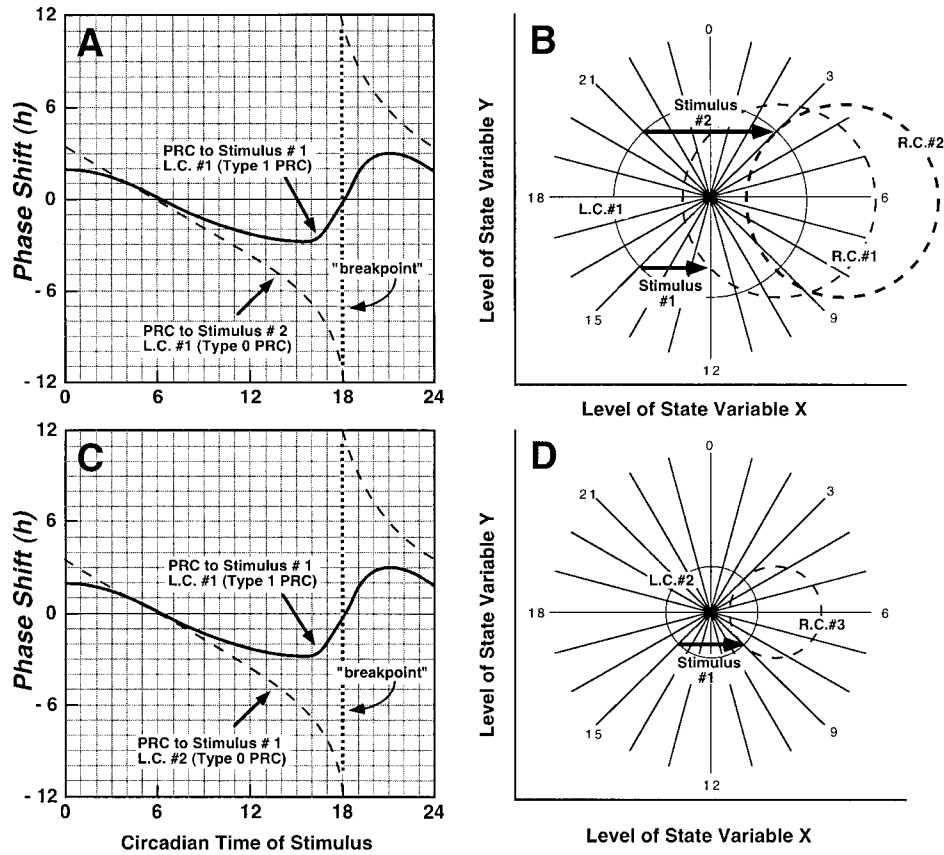 A
Phase Shift (h)
12
6
0
- 6
- 12
PRC to Stimulus # 1
L.C. #1 (Type 1 PRC)
"breakpoint"
PRC to Stimulus # 2
L.C. #1 (Type 0 PRC)
0 6 12 18 24
B
Level of State Variable Y
0
21
3
Stimulus
#2
R.C.#2
18
L.C.#1
6
R.C.#1
Stimulus
#1
15
9
12
Level of State Variable X
C
Phase Shift (h)
12
6
0
- 6
- 12
PRC to Stimulus # 1
L.C. #1 (Type 1 PRC)
"breakpoint"
PRC to Stimulus # 1
L.C. #2 (Type 0 PRC)
0 6 12 18 24
Circadian Time of Stimulus
D
Level of State Variable Y
0
21
3
L.C.#2
18
6
R.C.#3
Stimulus
#1
15
9
12
Level of State Variable X